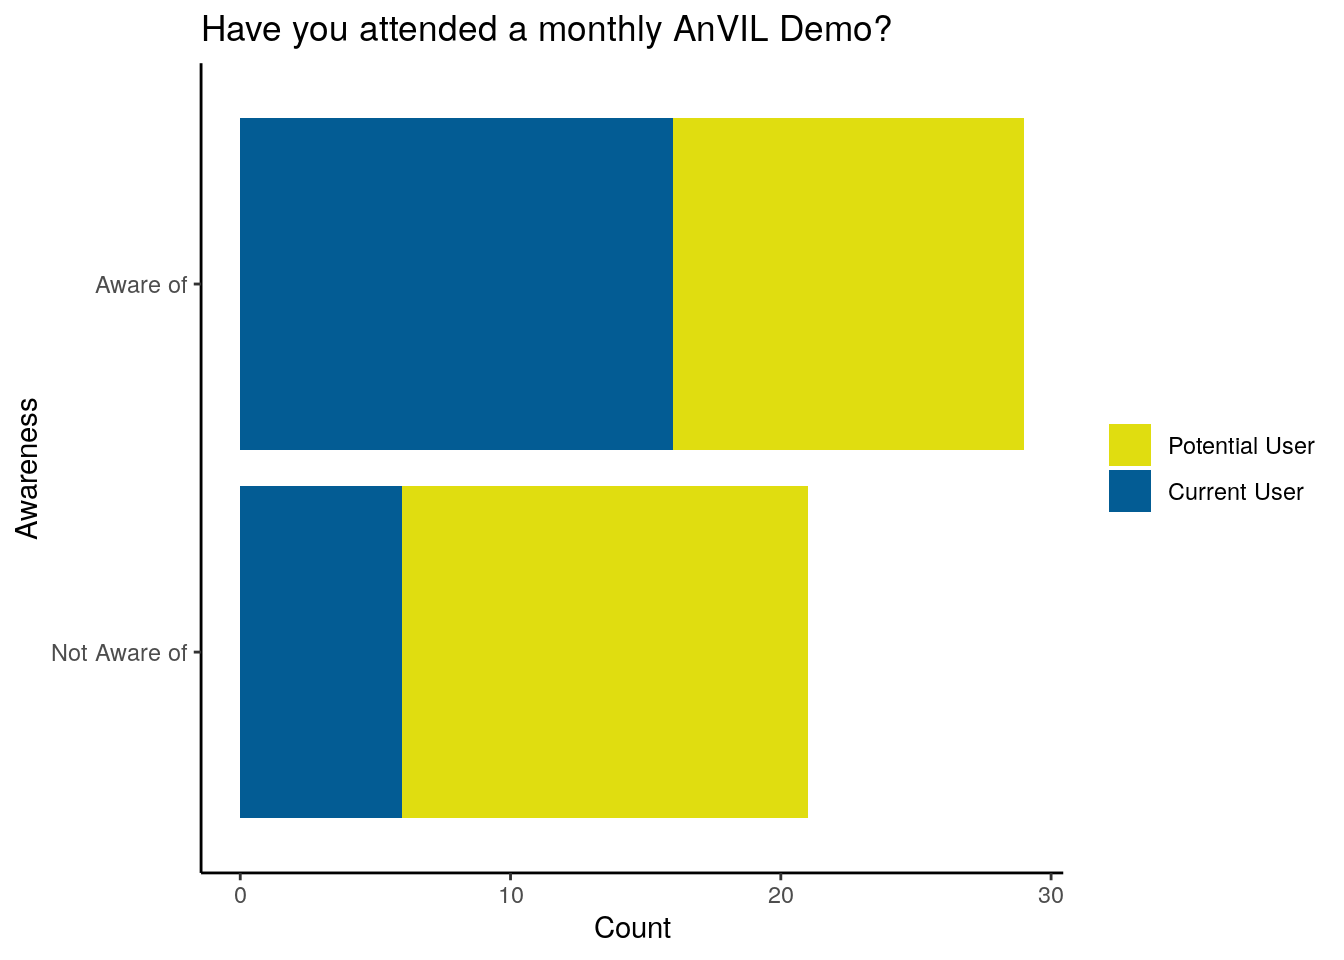 Have you attended a monthly AnVIL Demo?
Awareness
Aware of
Not Aware of
0
10
20
30
Count
Potential User
Current User